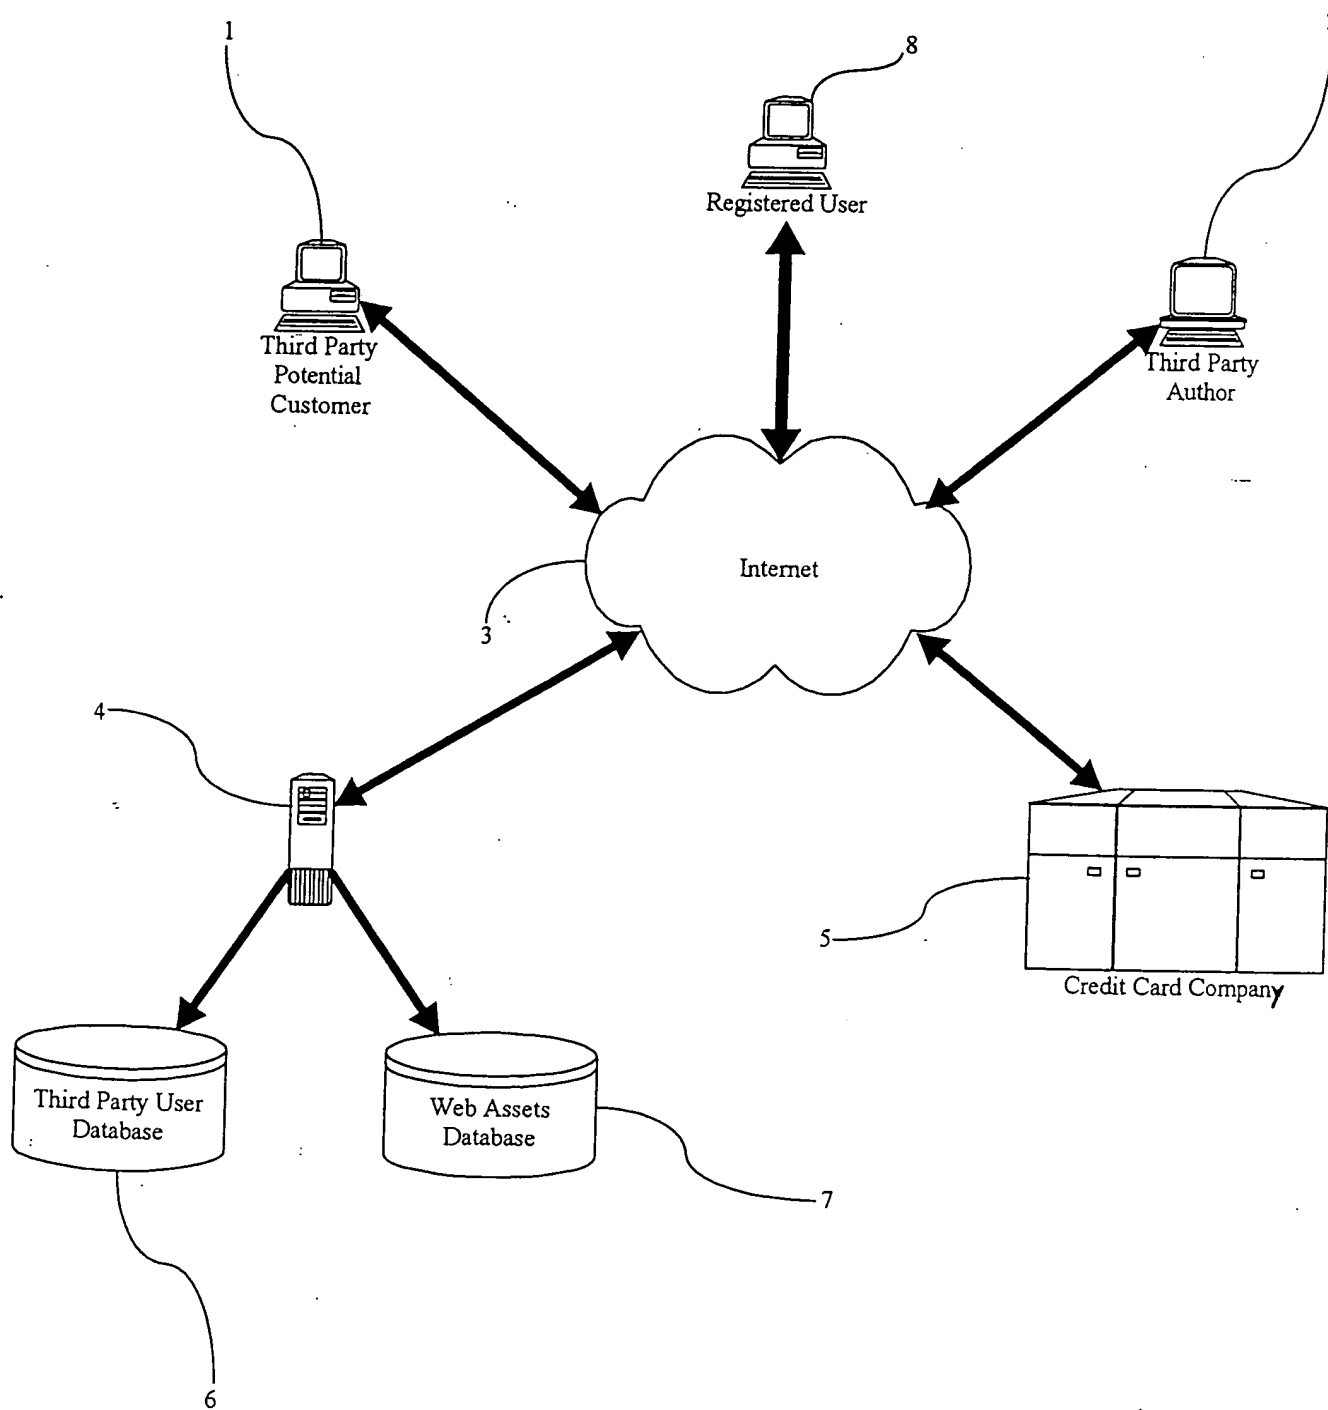 1
8
Registered User
Third Party
Potential
Customer
Third Party
Author
Internet
3
4
5
Credit Card Company
Third Party User
Database
Web Assets
Database
7
6